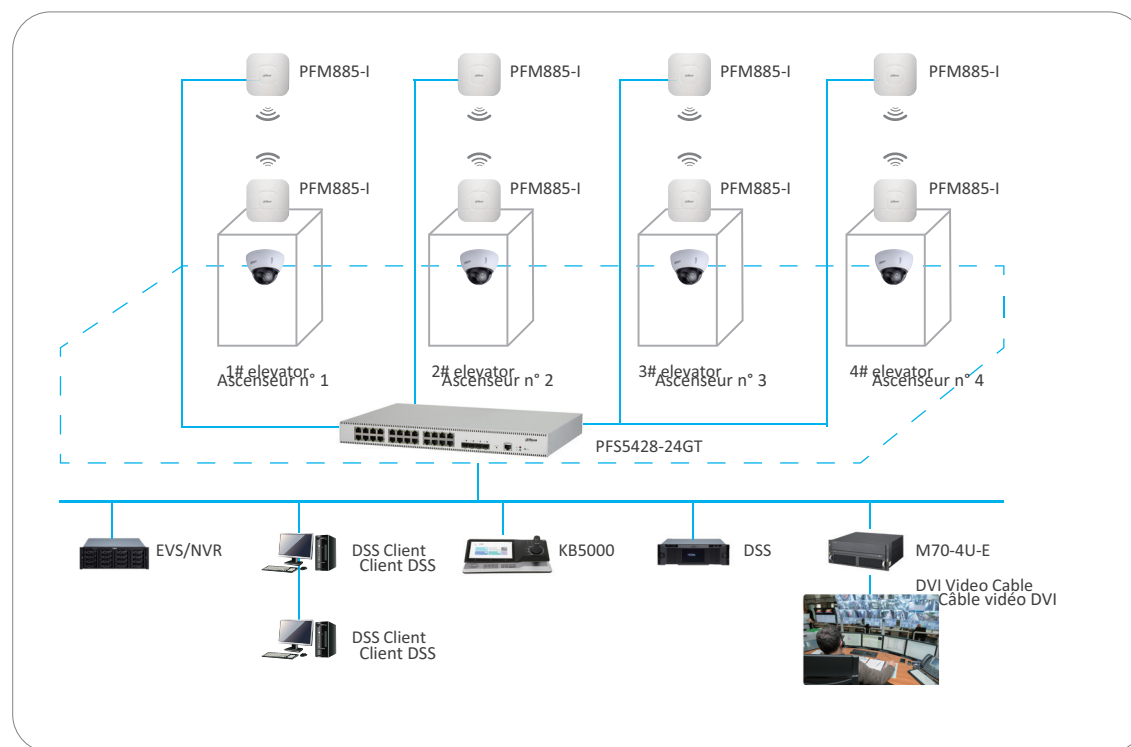 PFM885-I
PFM885-I
PFM885-I
PFM885-I
PFM885-I
PFM885-I
PFM885-I
PFM885-I
1# elevator
Ascenseur n° 1
2# elevator
Ascenseur n° 2
3# elevator
Ascenseur n° 3
4# elevator
Ascenseur n° 4
PFS5428-24GT
EVS/NVR
DSS Client
Client DSS
KB5000
DSS
M70-4U-E
DVI Video Cable
Câble vidéo DVI
DSS Client
Client DSS